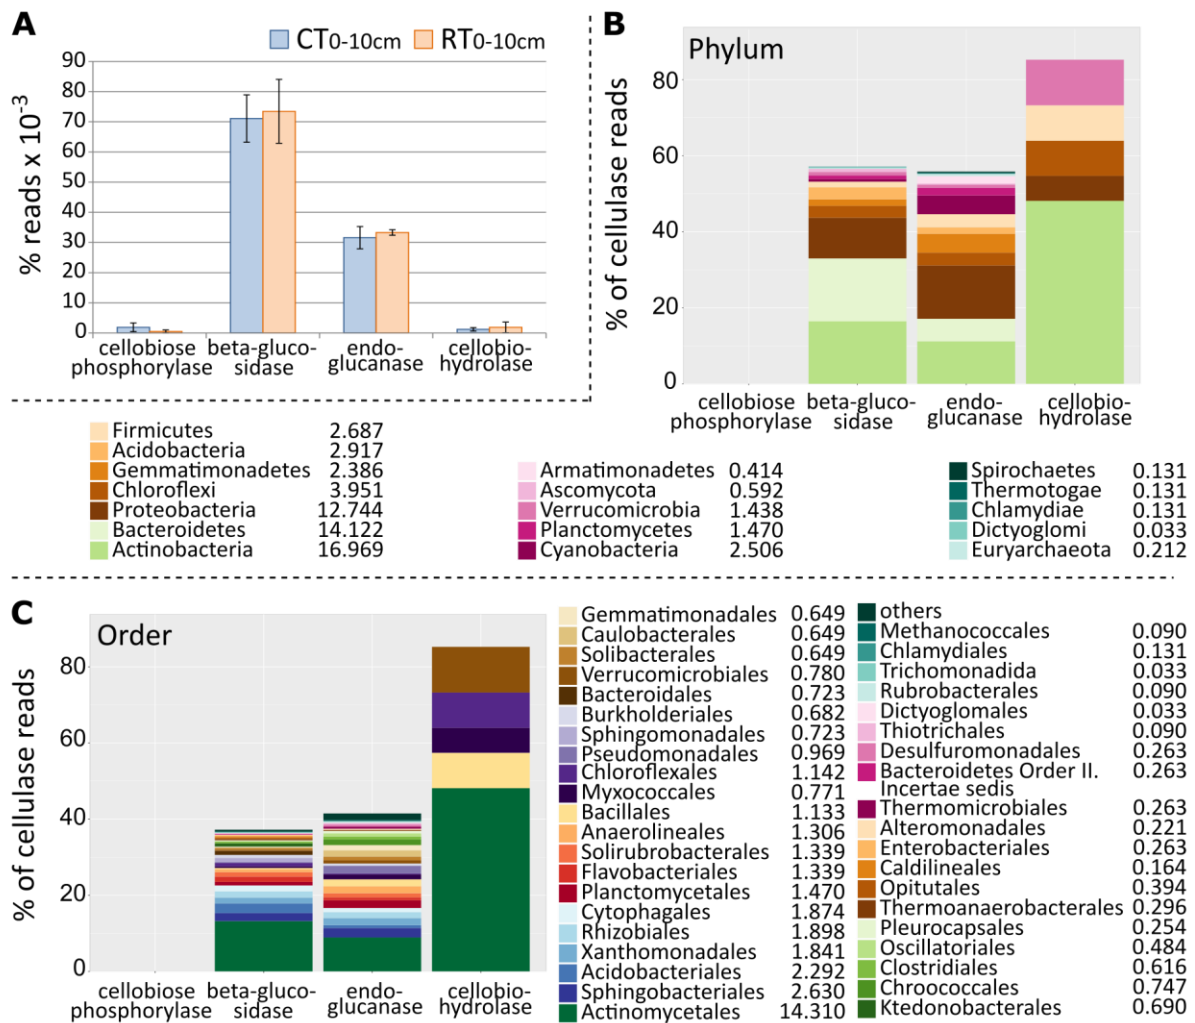 A
CT0-10cm RT0-10cm
% reads x 10-3
90
80
70
60
50
40
30
20
10
0
cellobiose beta-gluco- endo- cellobio-
phosphorylase sidase glucanase hydrolase
B
Phylum
% of cellulase reads
80
60
40
20
0
cellobiose beta-gluco- endo- cellobio-
phosphorylase sidase glucanase hydrolase
Firmicutes 2.687
Acidobacteria 2.917
Gemmatimonadetes 2.386
Chloroflexi 3.951
Proteobacteria 12.744
Bacteroidetes 14.122
Actinobacteria 16.969
Armatimonadetes 0.414
Ascomycota 0.592
Verrucomicrobia 1.438
Planctomycetes 1.470
Cyanobacteria 2.506
Spirochaetes 0.131
Thermotogae 0.131
Chlamydiae 0.131
Dictyoglomi 0.033
Euryarchaeota 0.212
C
Order
% of cellulase reads
80
60
40
20
0
cellobiose beta-gluco- endo- cellobio-
phosphorylase sidase glucanase hydrolase
Gemmatimonadales 0.649
Caulobacterales 0.649
Solibacterales 0.649
Verrucomicrobiales 0.780
Bacteroidales 0.723
Burkholderiales 0.682
Sphingomonadales 0.723
Pseudomonadales 0.969
Chloroflexales 1.142
Myxococcales 0.771
Bacillales 1.133
Anaerolineales 1.306
Solirubrobacterales 1.339
Flavobacteriales 1.339
Planctomycetales 1.470
Cytophagales 1.874
Rhizobiales 1.898
Xanthomonadales 1.841
Acidobacteriales 2.292
Sphingobacteriales 2.630
Actinomycetales 14.310
others
Methanococcales 0.090
Chlamydiales 0.131
Trichomonadida 0.033
Rubrobacterales 0.090
Dictyoglomales 0.033
Thiotrichales 0.090
Desulfuromonadales 0.263
Bacteroidetes Order II. 0.263
Incertae sedis
Thermomicrobiales 0.263
Alteromonadales 0.221
Enterobacteriales 0.263
Caldilineales 0.164
Opitutales 0.394
Thermoanaerobacterales 0.296
Pleurocapsales 0.254
Oscillatoriales 0.484
Clostridiales 0.616
Chroococcales 0.747
Ktedonobacterales 0.690